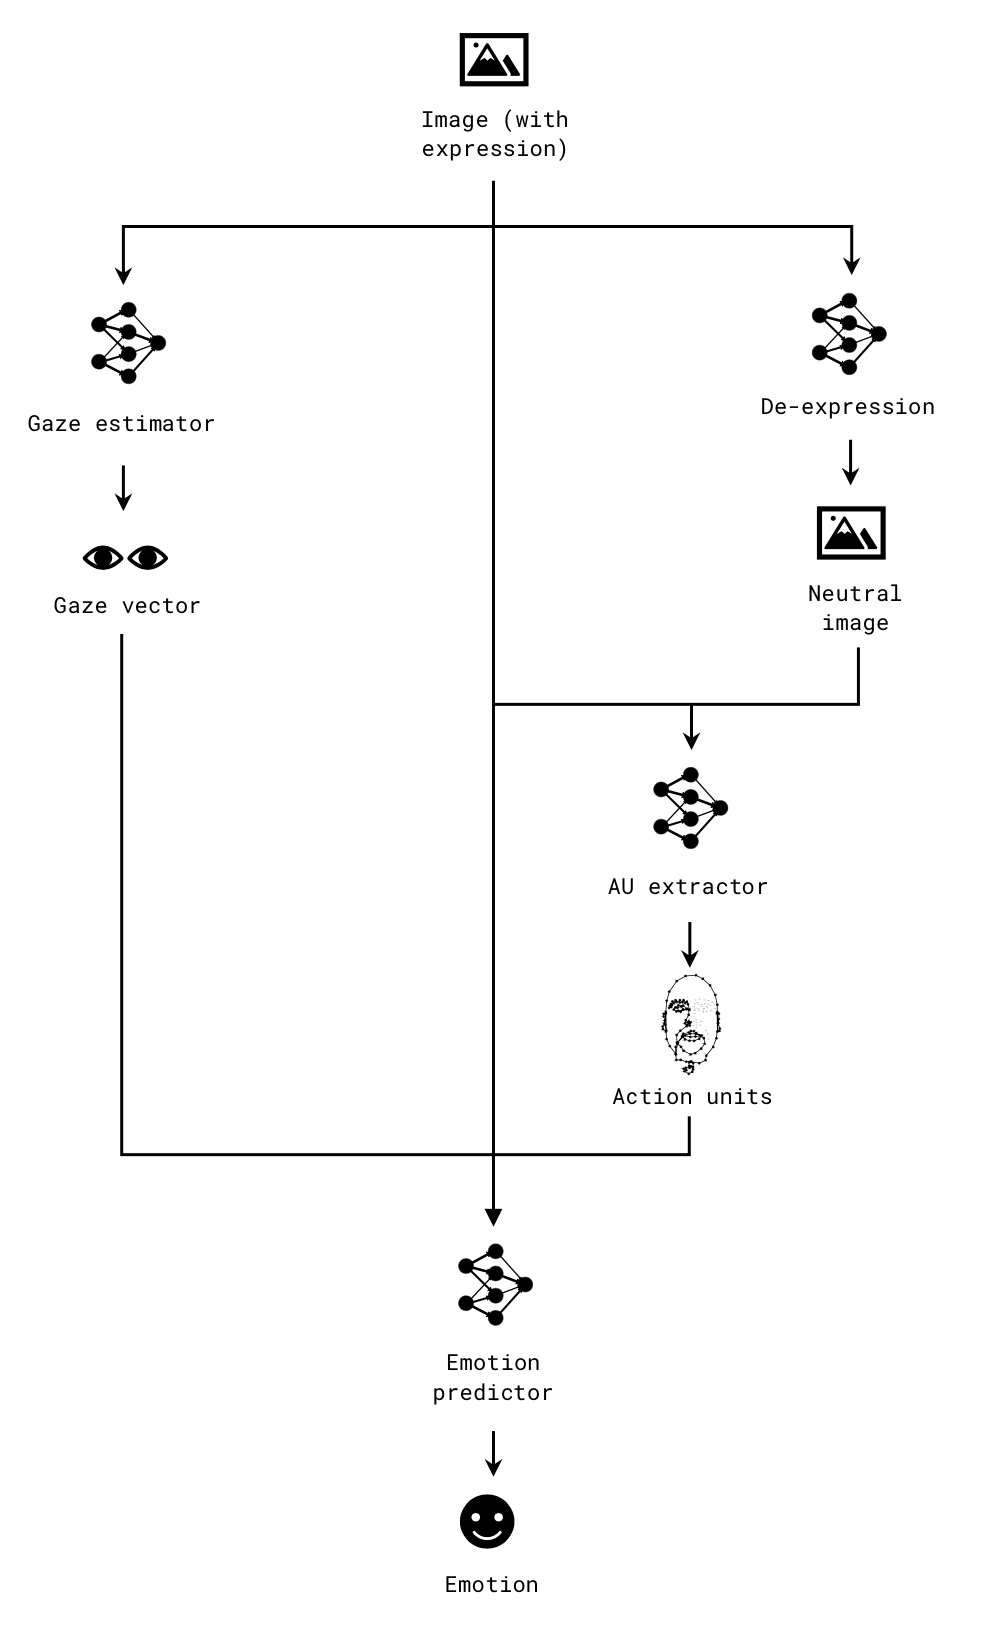 Image (with
expression)
Gaze estimator
De-expression
Gaze vector
Neutral
image
AU extractor
Action units
Emotion
predictor
Emotion